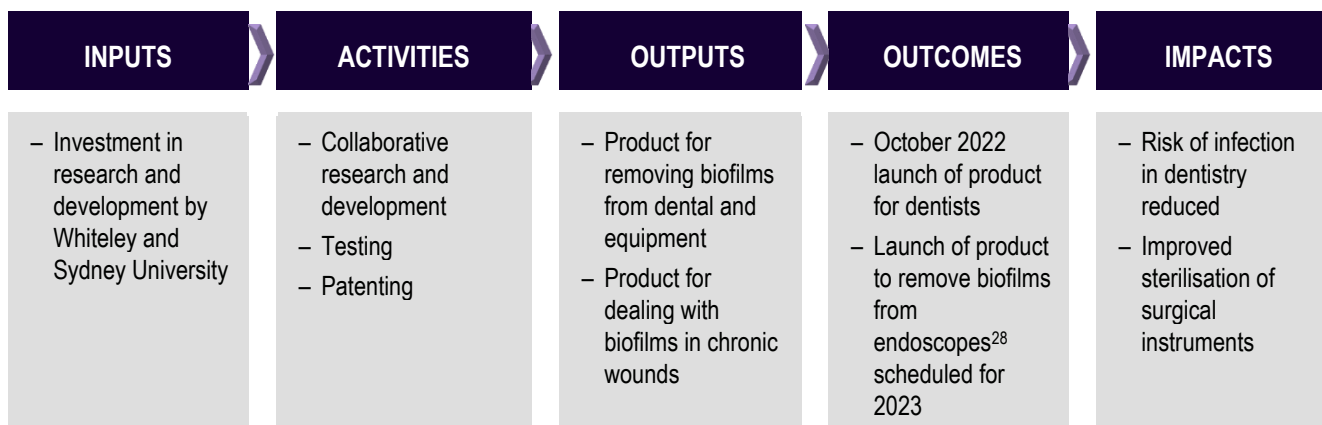 INPUTS
ACTIVITIES
OUTPUTS
OUTCOMES
IMPACTS
– Investment in
research and
development by
Whiteley and
Sydney University
– Collaborative
research and
development
– Testing
– Patenting
– Product for
removing biofilms
from dental and
equipment
– Product for
dealing with
biofilms in chronic
wounds
– October 2022
launch of product
for dentists
– Launch of product
to remove biofilms
from
endoscopes28
scheduled for
2023
– Risk of infection
in dentistry
reduced
– Improved
sterilisation of
surgical
instruments